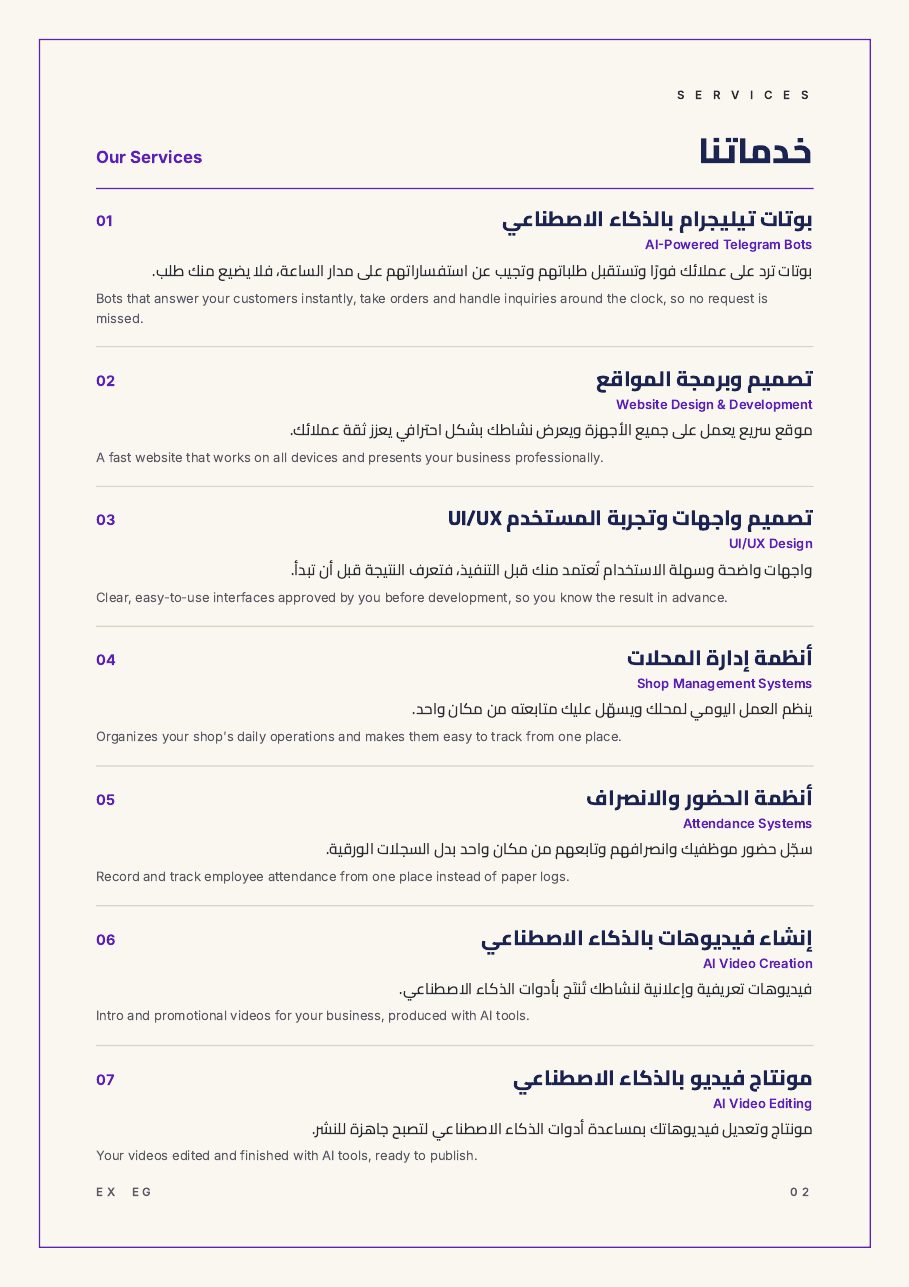 SERVICES
خدماتنا
Our Services
بوتات تيليجرام بالذكاء الاصطناعي
01
AI-Powered Telegram Bots
بوتات ترد على عملائك فورًا وتستقبل طلباتهم وتجيب عن استفساراتهم على مدار الساعة، فلا يضيع منك طلب.
Bots that answer your customers instantly, take orders and handle inquiries around the clock, so no request is
missed.
تصميم وبرمجة المواقع
02
Website Design & Development
موقع سريع يعمل على جميع الأجهزة ويعرض نشاطك بشكل احترافي يعزز ثقة عملائك.
A fast website that works on all devices and presents your business professionally.
تصميم واجهات وتجربة المستخدم UI/UX
03
UI/UX Design
واجهات واضحة وسهلة الاستخدام تُعتمد منك قبل التنفيذ، فتعرف النتيجة قبل أن تبدأ.
Clear, easy-to-use interfaces approved by you before development, so you know the result in advance.
أنظمة إدارة المحلات
04
Shop Management Systems
ينظم العمل اليومي لمحلك ويسهّل عليك متابعته من مكان واحد.
Organizes your shop's daily operations and makes them easy to track from one place.
أنظمة الحضور والانصراف
05
Attendance Systems
سجّل حضور موظفيك وانصرافهم وتابعهم من مكان واحد بدل السجلات الورقية.
Record and track employee attendance from one place instead of paper logs.
إنشاء فيديوهات بالذكاء الاصطناعي
06
AI Video Creation
فيديوهات تعريفية وإعلانية لنشاطك تُنتج بأدوات الذكاء الاصطناعي.
Intro and promotional videos for your business, produced with AI tools.
مونتاج فيديو بالذكاء الاصطناعي
07
AI Video Editing
مونتاج وتعديل فيديوهاتك بمساعدة أدوات الذكاء الاصطناعي لتصبح جاهزة للنشر.
Your videos edited and finished with AI tools, ready to publish.
EX EG
02